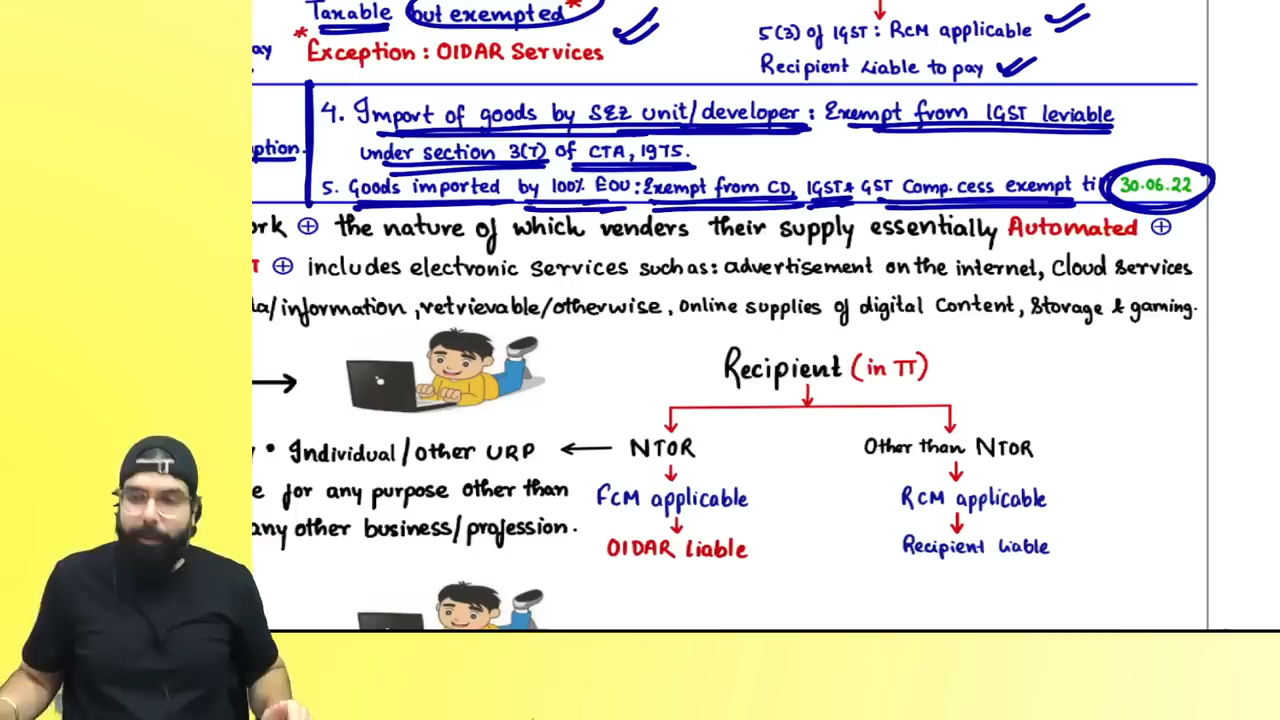 Taxable but exempted*
* Exception : OIDAR Services
ay
5(3) of IGST : RCM applicable
Recipient liable to pay
ption.
4. Import of goods by SEZ unit/developer : Exempt from IGST leviable
under section 3(7) of CTA, 1975.
5. Goods imported by 100% EOU : Exempt from CD, IGST & GST Comp. cess exempt ti 30.06.22
ork ⊕ the nature of which renders their supply essentially Automated ⊕
T ⊕ includes electronic services such as : advertisement on the internet, Cloud services
a/information, retrievable/otherwise, online supplies of digital Content, storage & gaming.
Recipient (in TT)
NTOR
Other than NTOR
• Individual/other URP
FCM applicable
RCM applicable
e for any purpose other than
OIDAR liable
Recipient liable
any other business/profession.